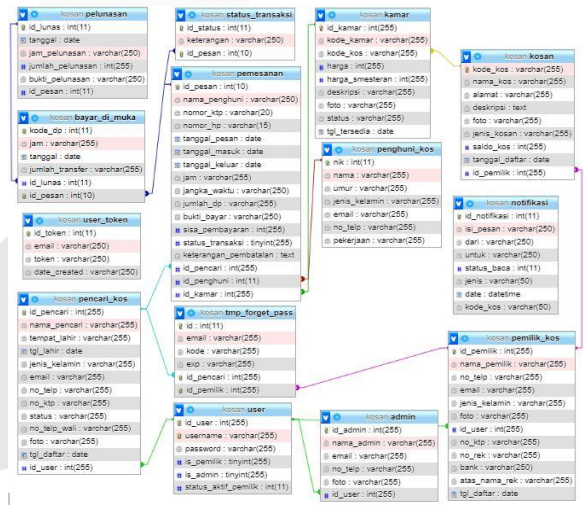 kosan pelunasan
id_lunas : int(11)
tanggal : date
jam_pelunasan : varchar(250)
jumlah_pelunasan : int(255)
bukti_pelunasan : varchar(250)
id_pesan : int(11)
kosan bayar_di_muka
kode_dp : int(11)
jam : varchar(255)
tanggal : date
jumlah_transfer : varchar(255)
id_lunas : int(11)
id_pesan : int(10)
kosan user_token
id_token : int(11)
email : varchar(250)
token : varchar(250)
date_created : varchar(250)
kosan pencari_kos
id_pencari : int(255)
nama_pencari : varchar(255)
tempat_lahir : varchar(255)
tgl_lahir : date
jenis_kelamin : varchar(255)
email : varchar(255)
no_telp : varchar(255)
no_ktp : varchar(255)
status : varchar(255)
no_telp_wali : varchar(255)
foto : varchar(255)
tgl_daftar : date
id_user : int(255)
kosan status_transaksi
id_status : int(11)
keterangan : varchar(250)
id_pesan : int(10)
kosan pemesanan
id_pesan : int(10)
nama_penghuni : varchar(250)
nomor_ktp : varchar(20)
nomor_hp : varchar(15)
tanggal_pesan : date
tanggal_masuk : date
tanggal_keluar : date
jam : varchar(255)
jangka_waktu : varchar(250)
jumlah_dp : varchar(255)
bukti_bayar : varchar(250)
sisa_pembayaran : int(255)
status_transaksi : tinyint(255)
keterangan_pembatalan : text
id_pencari : int(255)
id_penghuni : int(11)
id_kamar : int(255)
kosan tmp_forget_pass
id : int(11)
email : varchar(255)
kode : varchar(255)
exp : varchar(255)
id_pencari : int(255)
id_pemilik : int(255)
kosan user
id_user : int(255)
username : varchar(255)
password : varchar(255)
is_pemilik : tinyint(255)
is_admin : tinyint(255)
status_aktif_pemilik : int(11)
kosan kamar
id_kamar : int(255)
kode_kamar : varchar(255)
kode_kos : varchar(255)
harga : int(255)
harga_smesteran : int(255)
deskripsi : varchar(255)
foto : varchar(255)
status : varchar(255)
tgl_tersedia : date
kosan penghuni_kos
nik : int(11)
nama : varchar(255)
umur : varchar(255)
jenis_kelamin : varchar(255)
email : varchar(255)
no_telp : varchar(255)
pekerjaan : varchar(255)
kosan admin
id_admin : int(255)
nama_admin : varchar(255)
email : varchar(255)
no_telp : varchar(255)
foto : varchar(255)
id_user : int(255)
kosan kosan
kode_kos : varchar(255)
nama_kos : varchar(255)
alamat : varchar(255)
deskripsi : text
foto : varchar(255)
jenis_kosan : varchar(255)
saldo_kos : int(255)
tanggal_daftar : date
id_pemilik : int(255)
kosan notifikasi
id_notifikasi : int(11)
isi_pesan : varchar(250)
dari : varchar(250)
untuk : varchar(250)
status_baca : int(11)
jenis : varchar(50)
date : datetime
kode_kos : varchar(50)
kosan pemilik_kos
id_pemilik : int(255)
nama_pemilik : varchar(255)
no_telp : varchar(255)
email : varchar(255)
jenis_kelamin : varchar(255)
foto : varchar(255)
id_user : int(255)
no_ktp : varchar(255)
no_rek : varchar(255)
bank : varchar(250)
atas_nama_rek : varchar(255)
tgl_daftar : date